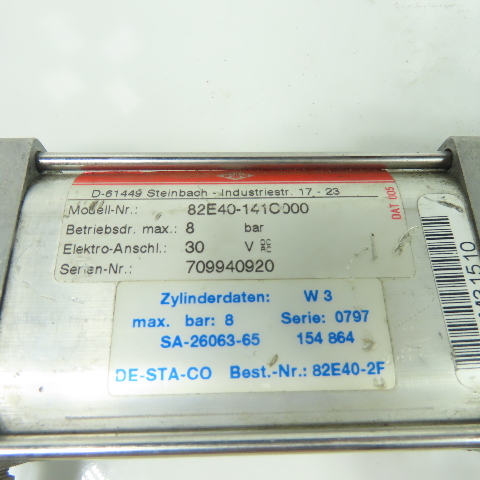 D-61449 Steinbach - Industriestr. 17 - 23
Modell-Nr.: 82E40-141C000
Betriebsdr. max.: 8 bar
Elektro-Anschl.: 30 V DC AC
Serien-Nr.: 709940920
DAT 005
Zylinderdaten: W 3
max. bar: 8 Serie: 0797
SA-26063-65 154 864
DE-STA-CO Best.-Nr.: 82E40-2F